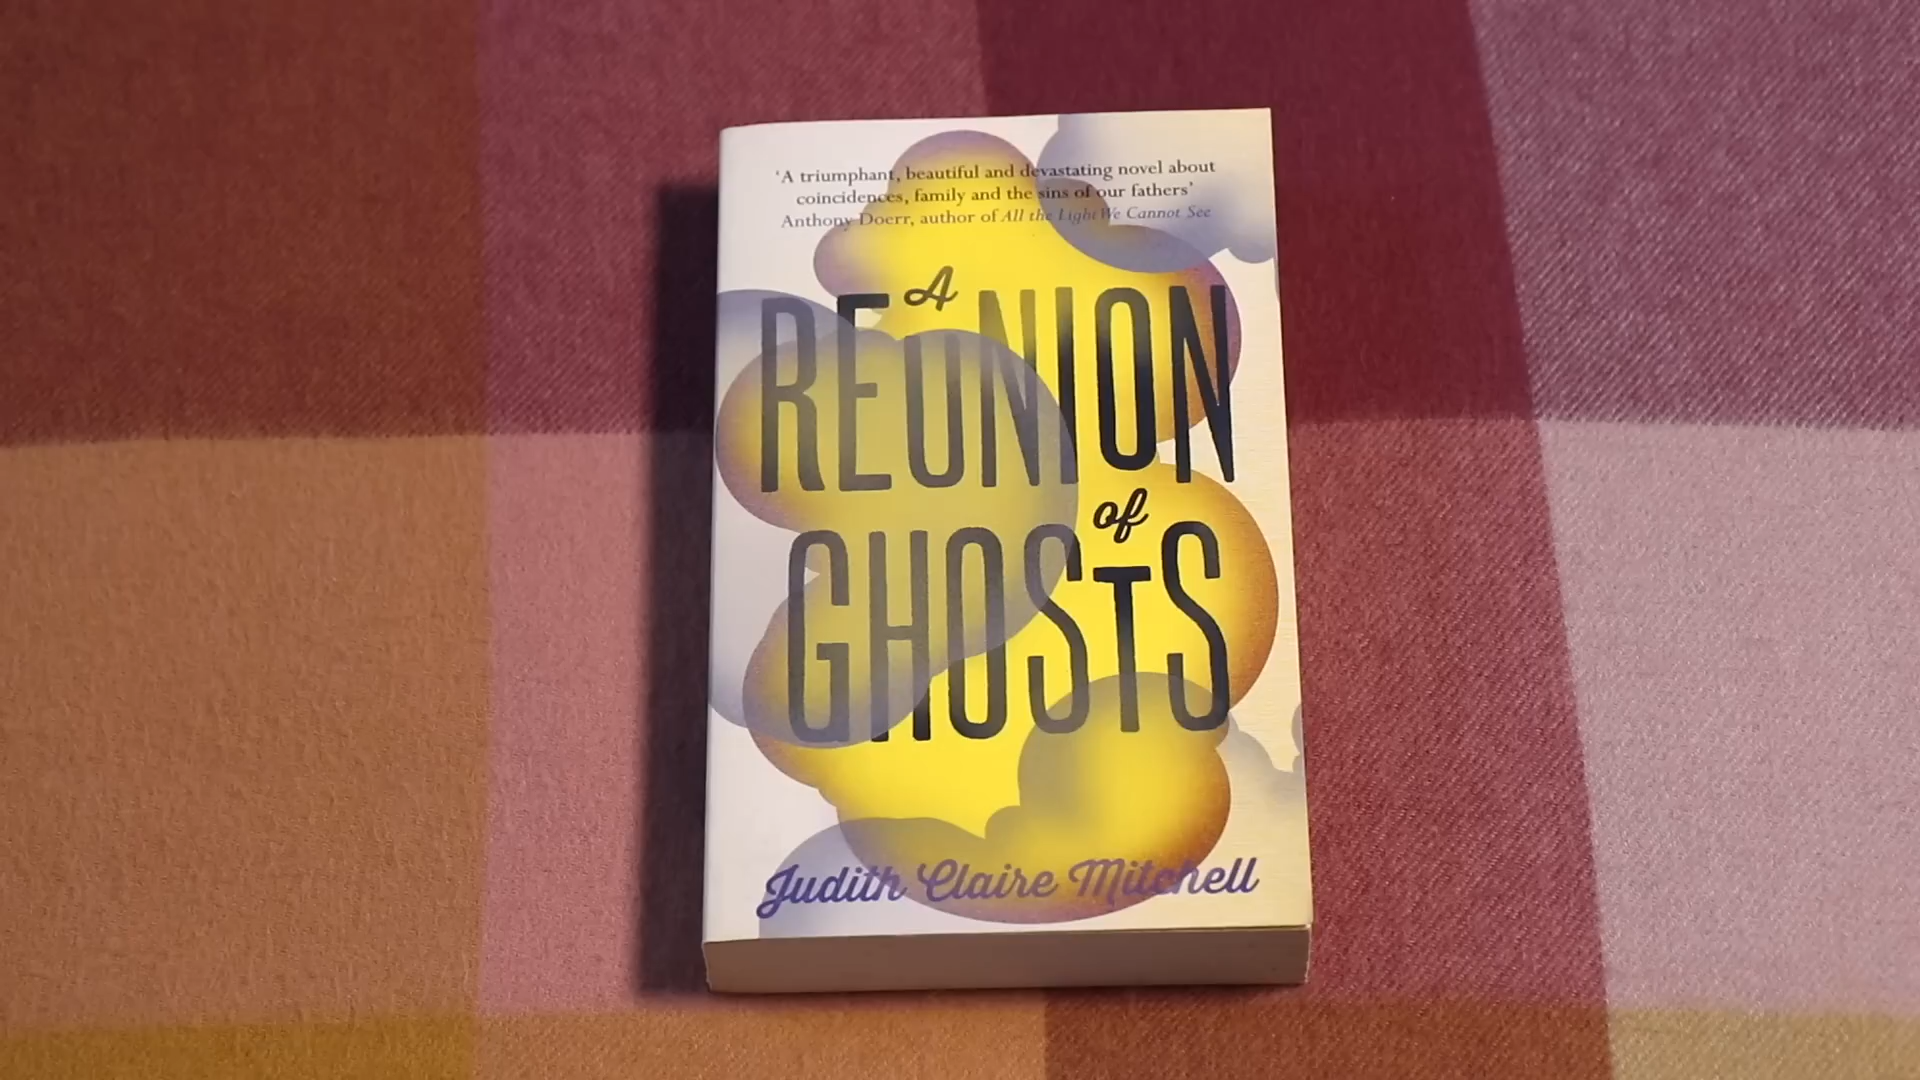 'A triumphant, beautiful and devastating novel about
coincidences, family and the sins of our fathers'
Anthony Doerr, author of All the Light We Cannot See
A
REUNION
of
GHOSTS
Judith Claire Mitchell